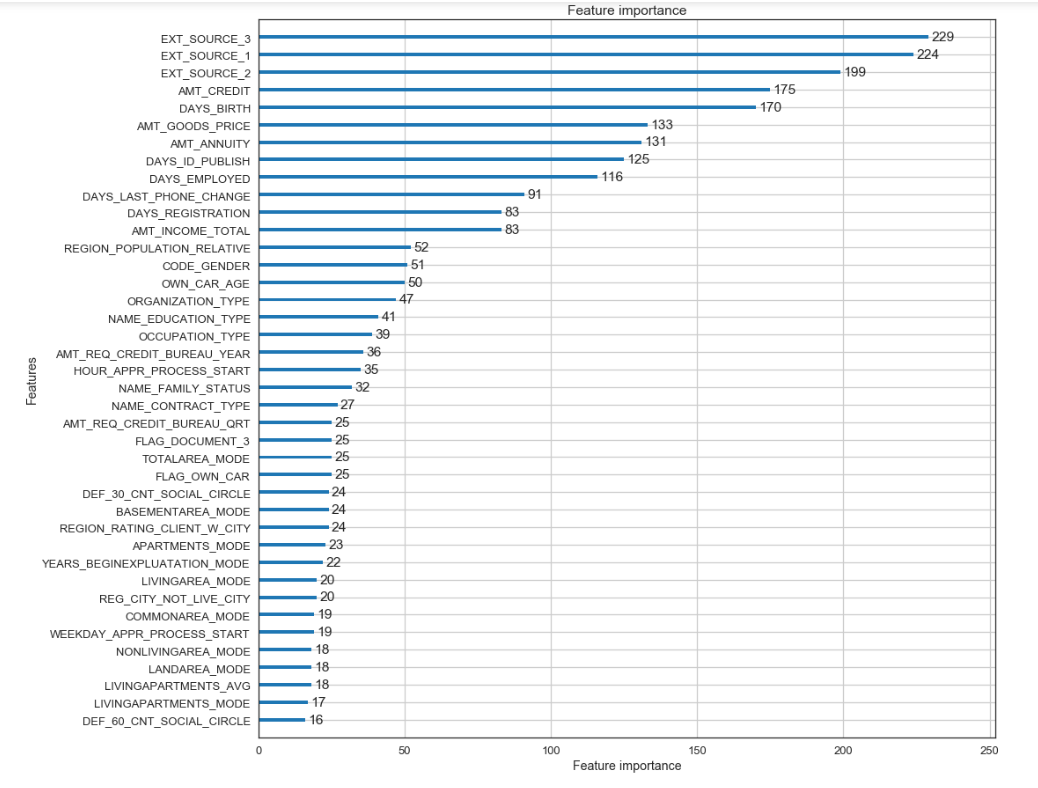 Feature importance
EXT_SOURCE_3 229
EXT_SOURCE_1 224
EXT_SOURCE_2 199
AMT_CREDIT 175
DAYS_BIRTH 170
AMT_GOODS_PRICE 133
AMT_ANNUITY 131
DAYS_ID_PUBLISH 125
DAYS_EMPLOYED 116
DAYS_LAST_PHONE_CHANGE 91
DAYS_REGISTRATION 83
AMT_INCOME_TOTAL 83
REGION_POPULATION_RELATIVE 52
CODE_GENDER 51
OWN_CAR_AGE 50
ORGANIZATION_TYPE 47
NAME_EDUCATION_TYPE 41
OCCUPATION_TYPE 39
AMT_REQ_CREDIT_BUREAU_YEAR 36
HOUR_APPR_PROCESS_START 35
NAME_FAMILY_STATUS 32
NAME_CONTRACT_TYPE 27
AMT_REQ_CREDIT_BUREAU_QRT 25
FLAG_DOCUMENT_3 25
TOTALAREA_MODE 25
FLAG_OWN_CAR 25
DEF_30_CNT_SOCIAL_CIRCLE 24
BASEMENTAREA_MODE 24
REGION_RATING_CLIENT_W_CITY 24
APARTMENTS_MODE 23
YEARS_BEGINEXPLUATATION_MODE 22
LIVINGAREA_MODE 20
REG_CITY_NOT_LIVE_CITY 20
COMMONAREA_MODE 19
WEEKDAY_APPR_PROCESS_START 19
NONLIVINGAREA_MODE 18
LANDAREA_MODE 18
LIVINGAPARTMENTS_AVG 18
LIVINGAPARTMENTS_MODE 17
DEF_60_CNT_SOCIAL_CIRCLE 16
Features
0 50 100 150 200 250
Feature importance